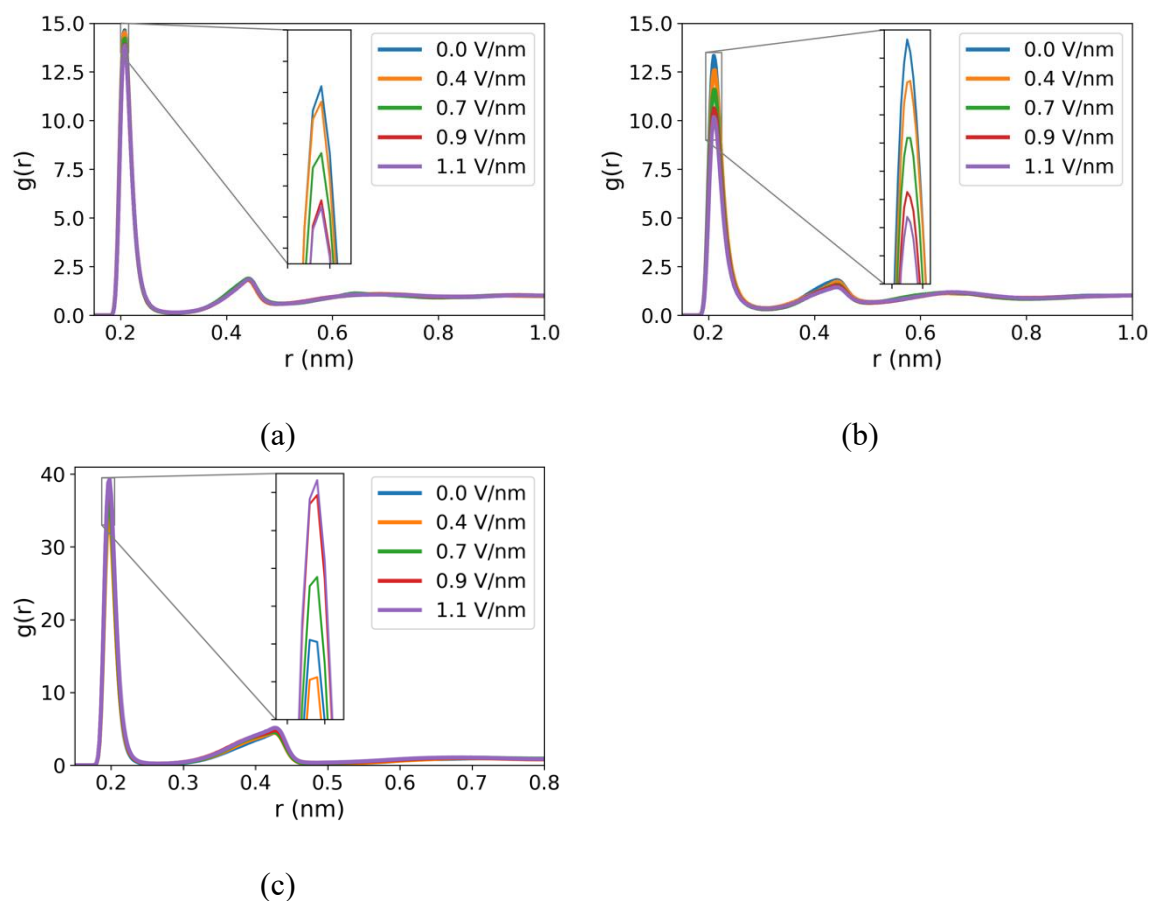 15.0
12.5
10.0
7.5
5.0
2.5
0.0
g(r)
0.2
0.4
0.6
0.8
1.0
r (nm)
0.0 V/nm
0.4 V/nm
0.7 V/nm
0.9 V/nm
1.1 V/nm
(a)
15.0
12.5
10.0
7.5
5.0
2.5
0.0
g(r)
0.2
0.4
0.6
0.8
1.0
r (nm)
0.0 V/nm
0.4 V/nm
0.7 V/nm
0.9 V/nm
1.1 V/nm
(b)
40
30
20
10
0
g(r)
0.2
0.3
0.4
0.5
0.6
0.7
0.8
r (nm)
0.0 V/nm
0.4 V/nm
0.7 V/nm
0.9 V/nm
1.1 V/nm
(c)